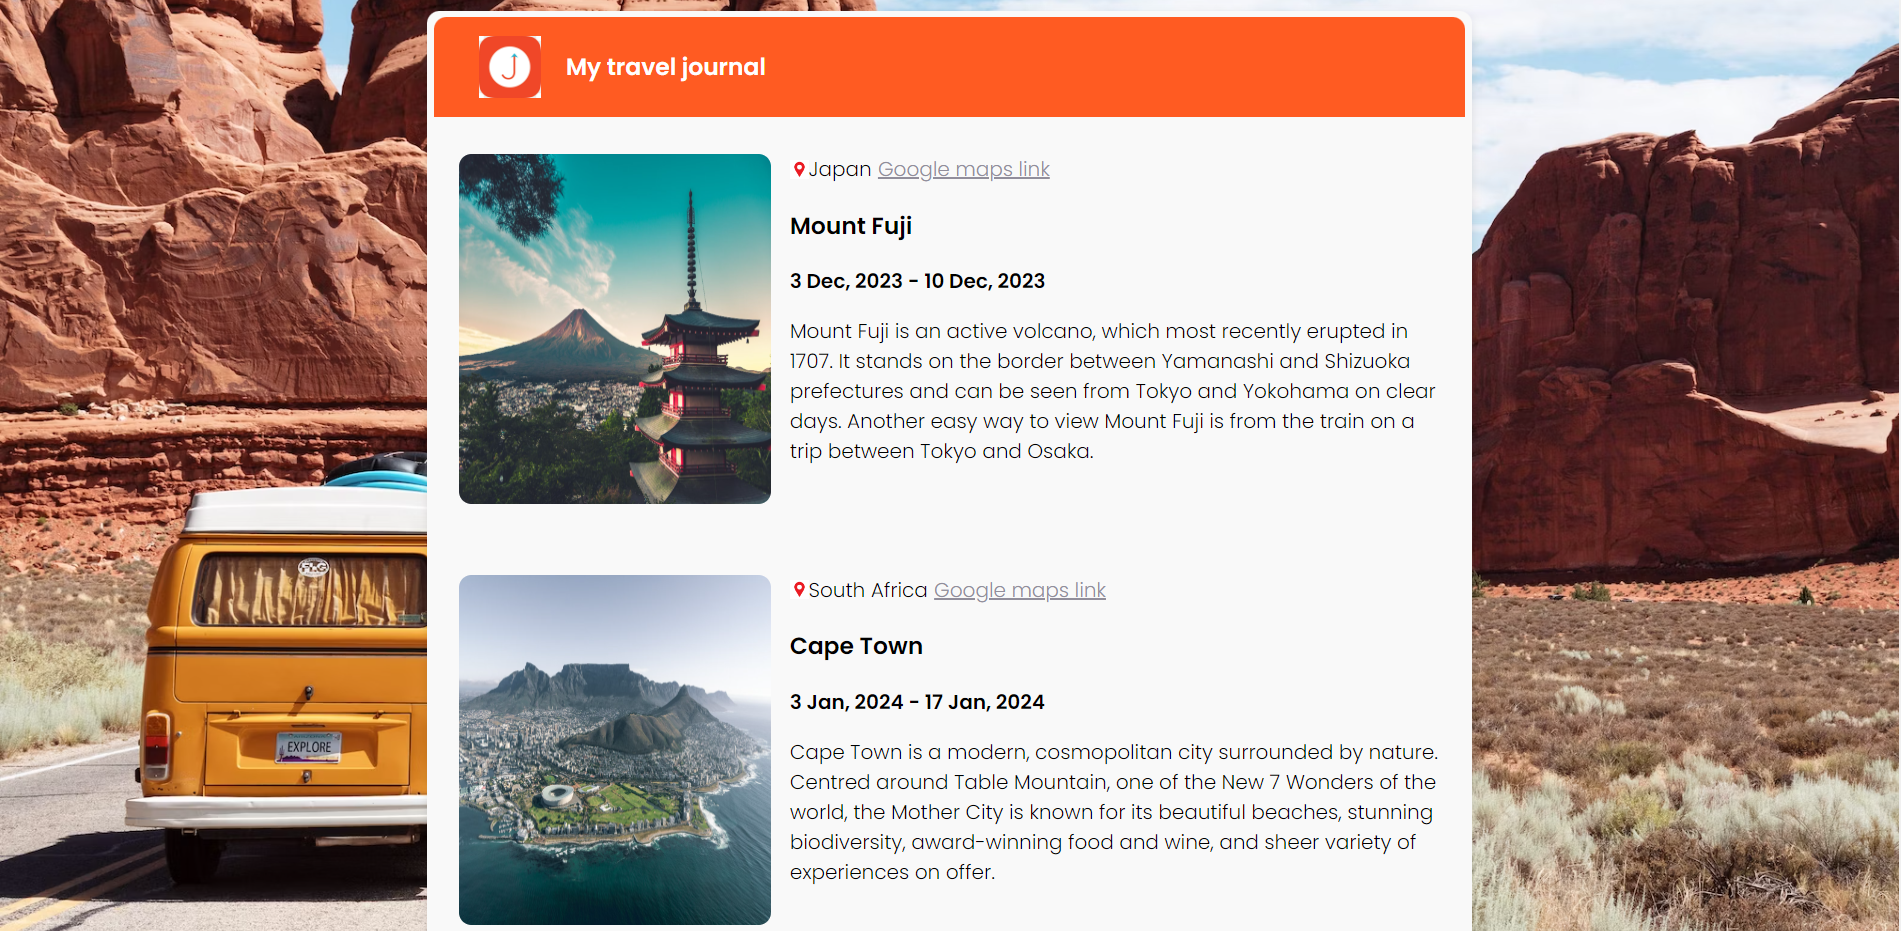 My travel journal
Japan Google maps link
Mount Fuji
3 Dec, 2023 - 10 Dec, 2023
Mount Fuji is an active volcano, which most recently erupted in
1707. It stands on the border between Yamanashi and Shizuoka
prefectures and can be seen from Tokyo and Yokohama on clear
days. Another easy way to view Mount Fuji is from the train on a
trip between Tokyo and Osaka.
South Africa Google maps link
Cape Town
3 Jan, 2024 - 17 Jan, 2024
Cape Town is a modern, cosmopolitan city surrounded by nature.
Centred around Table Mountain, one of the New 7 Wonders of the
world, the Mother City is known for its beautiful beaches, stunning
biodiversity, award-winning food and wine, and sheer variety of
experiences on offer.
EXPLORE